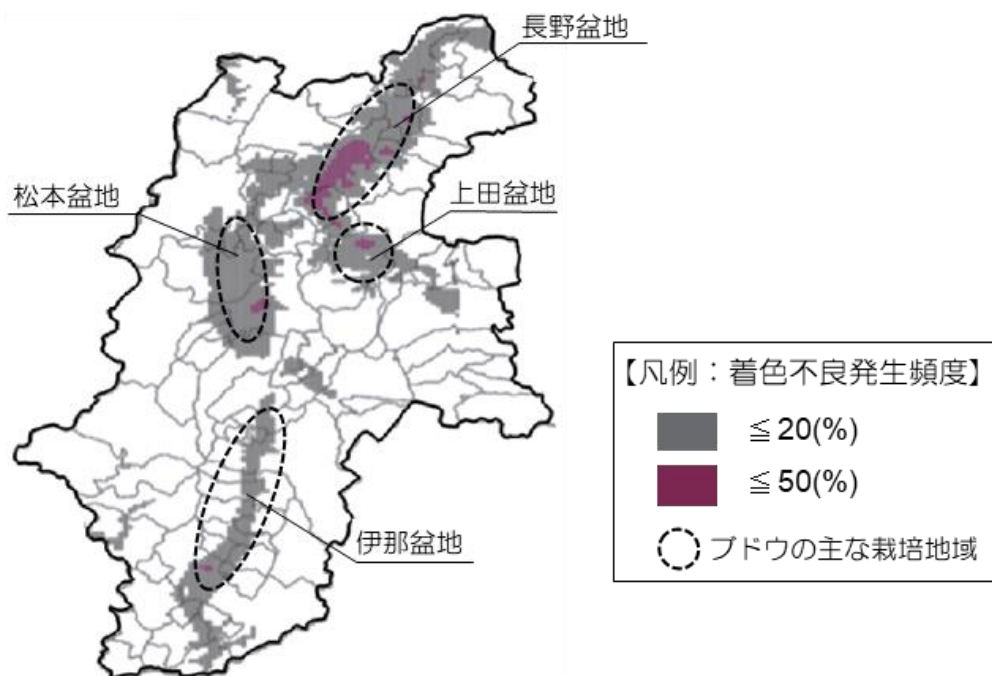 長野盆地
松本盆地
上田盆地
伊那盆地
【凡例：着色不良発生頻度】
≦20(%)
≦50(%)
ブドウの主な栽培地域